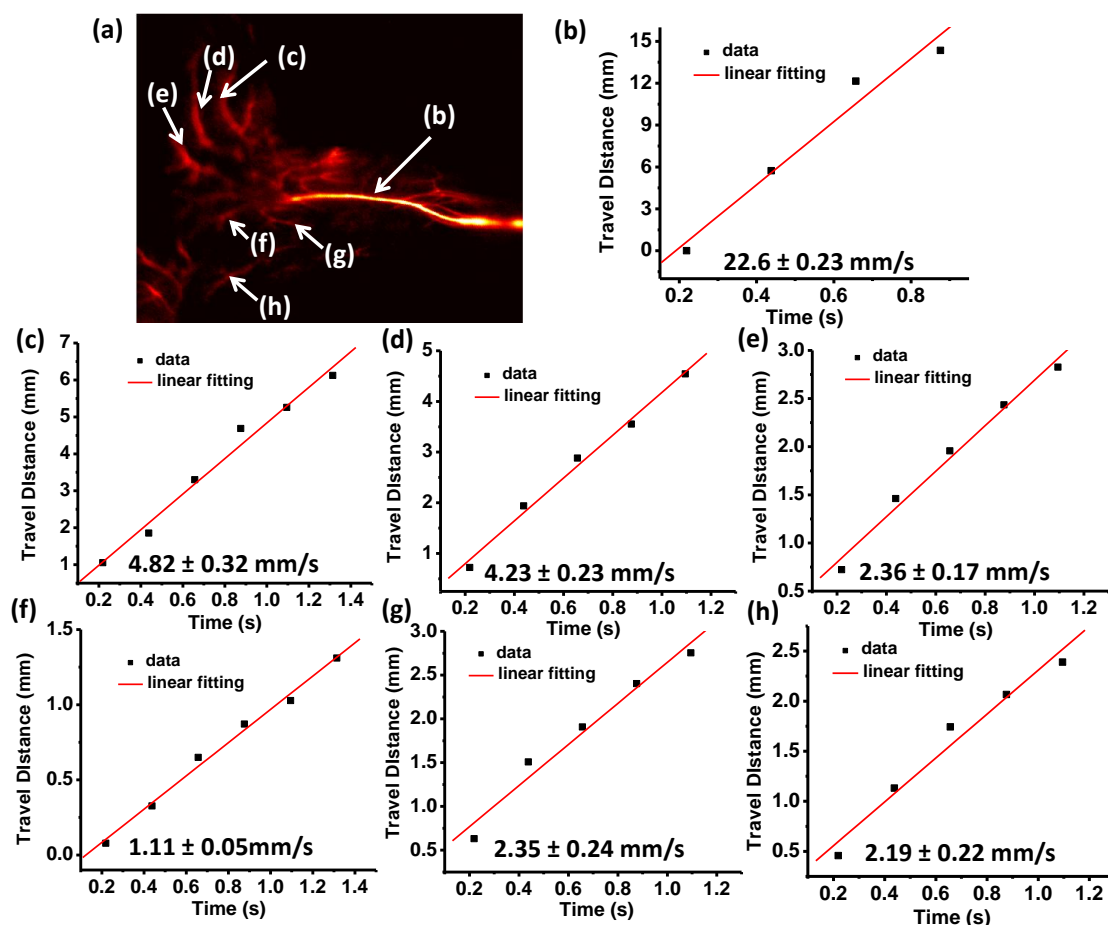 (a)
(d)
(c)
(e)
(b)
(f)
(g)
(h)
(b)
data
linear fitting
Travel DIstance (mm)
15
12
9
6
3
0
22.6 ± 0.23 mm/s
0.2 0.4 0.6 0.8
Time (s)
(c)
data
linear fitting
Travel DIstance (mm)
7
6
5
4
3
2
1
4.82 ± 0.32 mm/s
0.2 0.4 0.6 0.8 1.0 1.2 1.4
Time (s)
(d)
data
linear fitting
Travel DIstance (mm)
5
4
3
2
1
4.23 ± 0.23 mm/s
0.2 0.4 0.6 0.8 1.0 1.2
Time (s)
(e)
data
linear fitting
Travel DIstance (mm)
3.0
2.5
2.0
1.5
1.0
0.5
2.36 ± 0.17 mm/s
0.2 0.4 0.6 0.8 1.0 1.2
Time (s)
(f)
data
linear fitting
Travel DIstance (mm)
1.5
1.0
0.5
0.0
1.11 ± 0.05mm/s
0.2 0.4 0.6 0.8 1.0 1.2 1.4
Time (s)
(g)
data
linear fitting
Travel DIstance (mm)
3.0
2.5
2.0
1.5
1.0
0.5
2.35 ± 0.24 mm/s
0.2 0.4 0.6 0.8 1.0 1.2
Time (s)
(h)
data
linear fitting
Travel DIstance (mm)
2.5
2.0
1.5
1.0
0.5
2.19 ± 0.22 mm/s
0.2 0.4 0.6 0.8 1.0 1.2
Time (s)